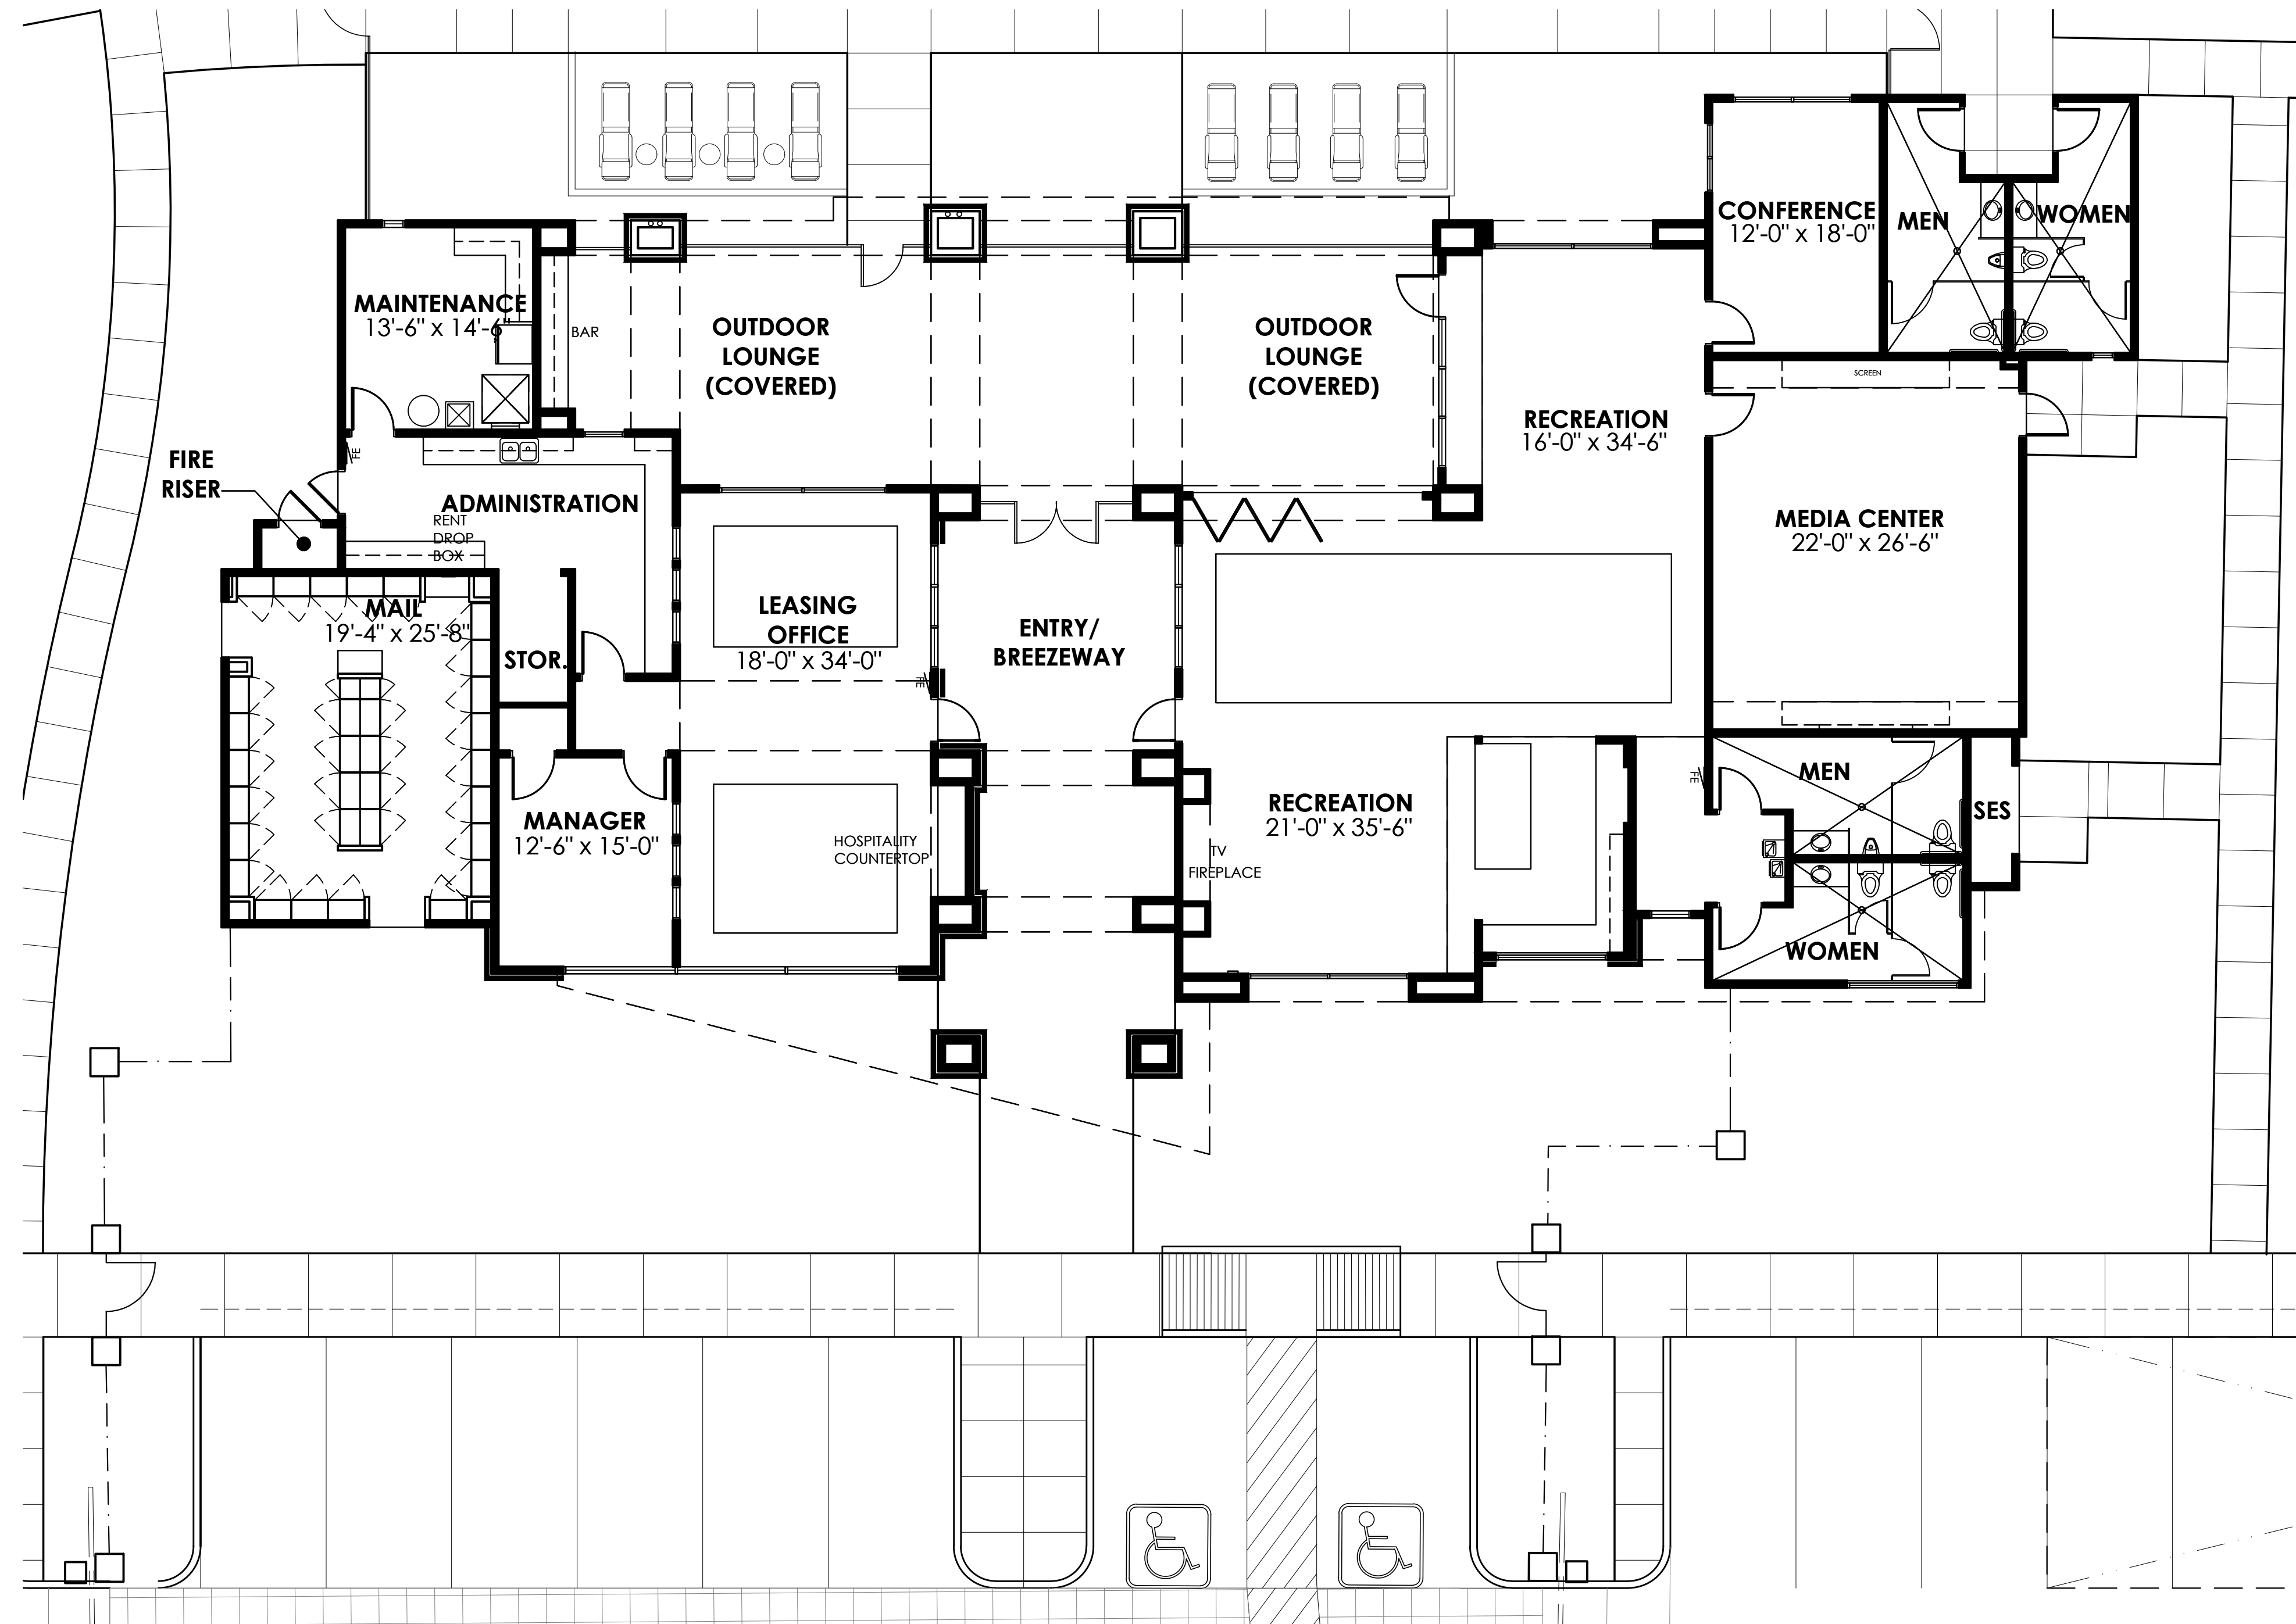 CONFERENCE
12'-0" x 18'-0"
MEN
WOMEN
MAINTENANCE
13'-6" x 14'-6"
BAR
OUTDOOR
LOUNGE
(COVERED)
OUTDOOR
LOUNGE
(COVERED)
SCREEN
RECREATION
16'-0" x 34'-6"
FIRE
RISER
FE
ADMINISTRATION
RENT
DROP
BOX
MEDIA CENTER
22'-0" x 26'-6"
MAIL
19'-4" x 25'-8"
STOR.
LEASING
OFFICE
18'-0" x 34'-0"
FE
ENTRY/
BREEZEWAY
MANAGER
12'-6" x 15'-0"
HOSPITALITY
COUNTERTOP
TV
FIREPLACE
RECREATION
21'-0" x 35'-6"
FE
MEN
SES
WOMEN